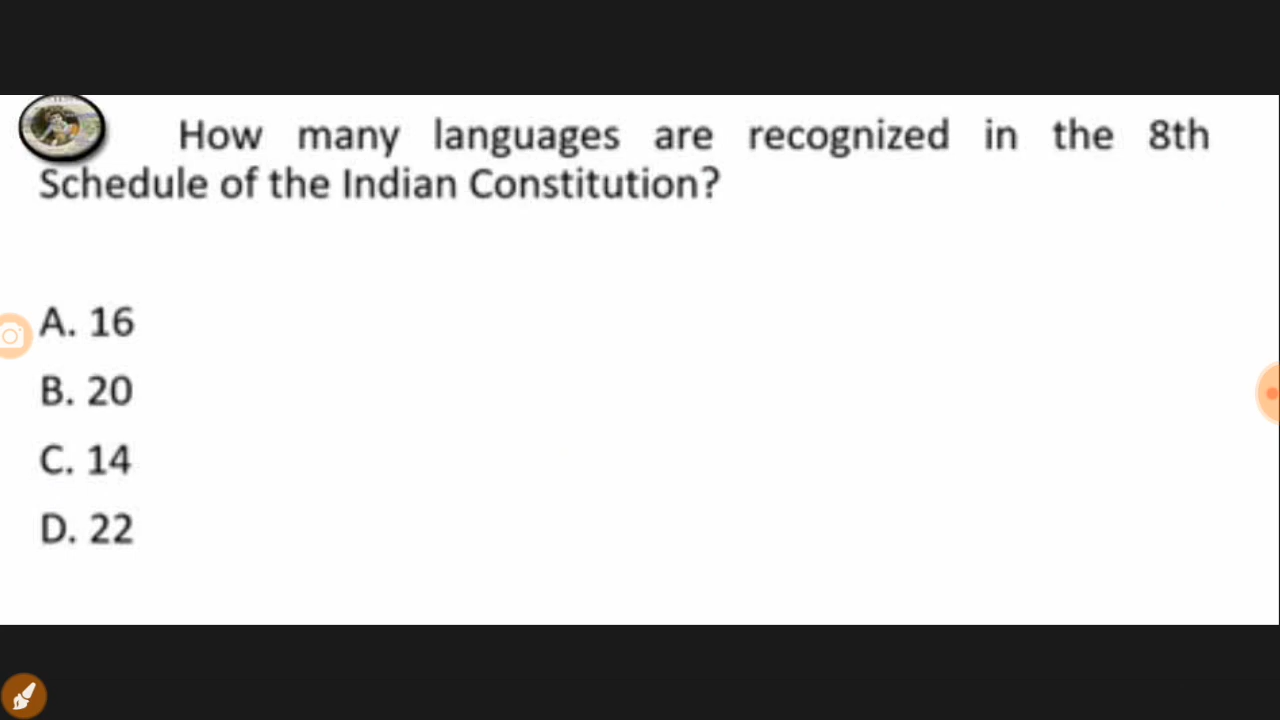 How many languages are recognized in the 8th
Schedule of the Indian Constitution?
A. 16
B. 20
C. 14
D. 22